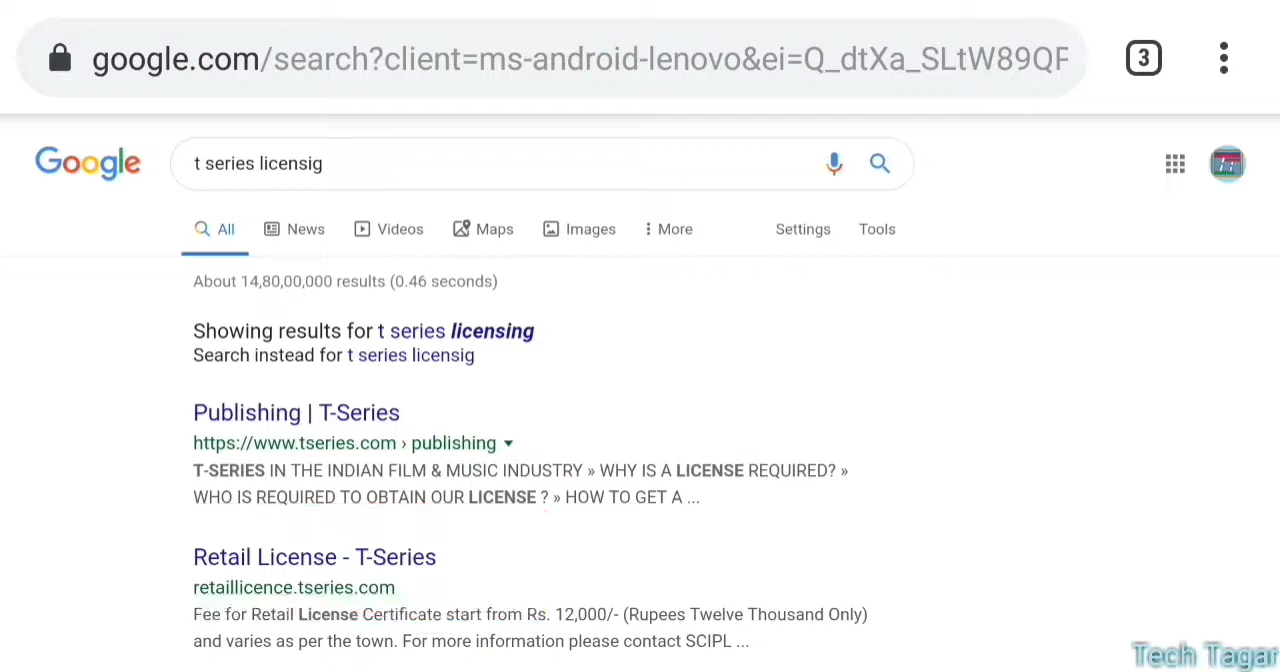 google.com/search?client=ms-android-lenovo&ei=Q_dtXa_SLtW89QF
3
Google
t series licensig
All News Videos Maps Images More Settings Tools
About 14,80,00,000 results (0.46 seconds)
Showing results for t series licensing
Search instead for t series licensig
Publishing | T-Series
https://www.tseries.com › publishing
T-SERIES IN THE INDIAN FILM & MUSIC INDUSTRY » WHY IS A LICENSE REQUIRED? »
WHO IS REQUIRED TO OBTAIN OUR LICENSE ? » HOW TO GET A ...
Retail License - T-Series
retaillicence.tseries.com
Fee for Retail License Certificate start from Rs. 12,000/- (Rupees Twelve Thousand Only)
and varies as per the town. For more information please contact SCIPL ...
Tech Tagar